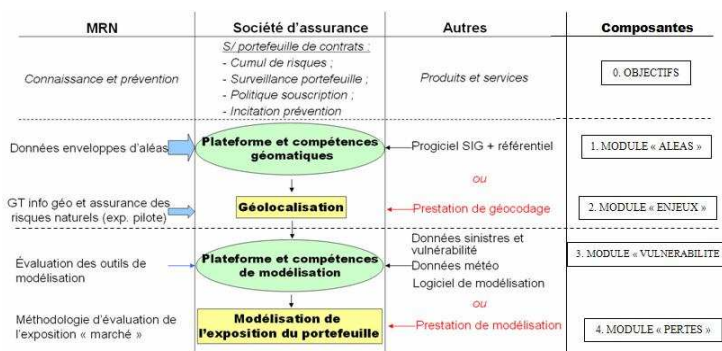 MRN
Société d'assurance
Autres
Composantes
Connaissance et prévention
S/ portefeuille de contrats :
- Cumul de risques ;
- Surveillance portefeuille ;
- Politique souscription ;
- Incitation prévention
Produits et services
0. OBJECTIFS
Données enveloppes d'aléas
Plateforme et compétences
géomatiques
Progiciel SIG + référentiel
1. MODULE « ALEAS »
ou
GT info géo et assurance des
risques naturels (exp. pilote)
Géolocalisation
Prestation de géocodage
2. MODULE « ENJEUX »
Évaluation des outils de
modélisation
Plateforme et compétences
de modélisation
Données sinistres et
vulnérabilité
Données météo
Logiciel de modélisation
3. MODULE « VULNERABILITE
ou
Méthodologie d'évaluation de
l'exposition « marché »
Modélisation de
l'exposition du portefeuille
Prestation de modélisation
4. MODULE « PERTES »